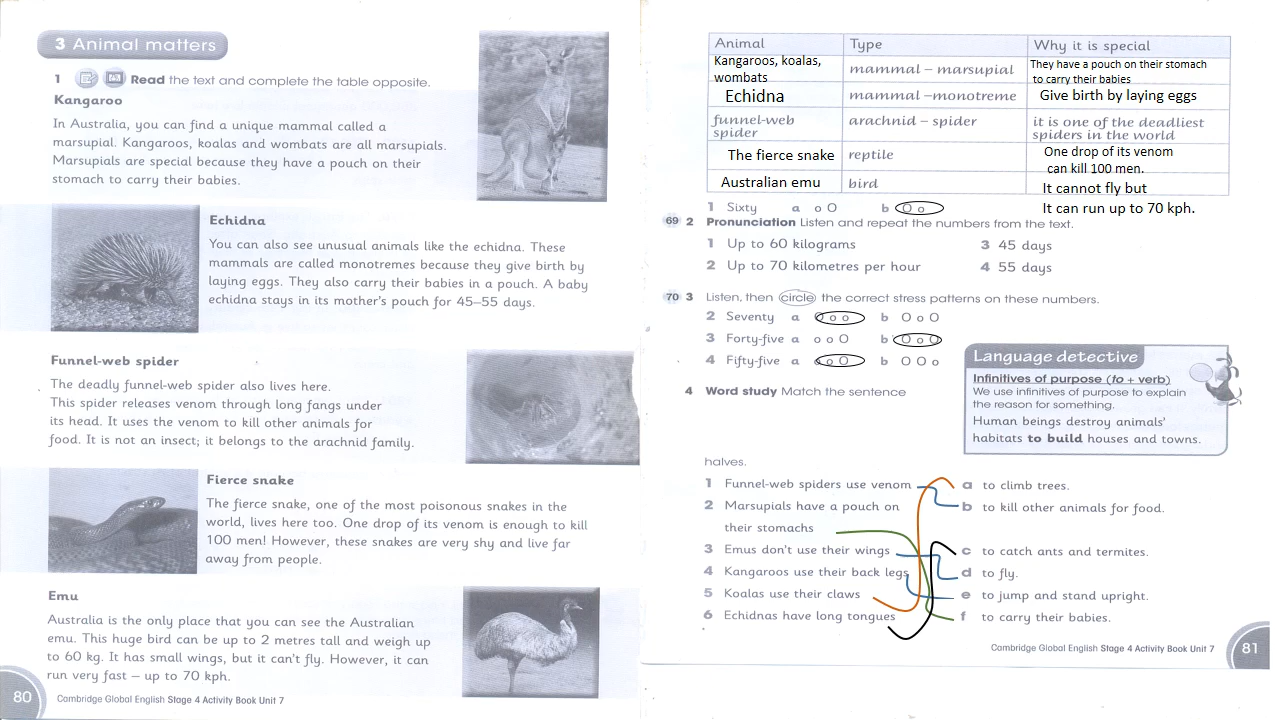 3 Animal matters
1 Read the text and complete the table opposite.
Kangaroo
In Australia, you can find a unique mammal called a
marsupial. Kangaroos, koalas and wombats are all marsupials.
Marsupials are special because they have a pouch on their
stomach to carry their babies.
Echidna
You can also see unusual animals like the echidna. These
mammals are called monotremes because they give birth by
laying eggs. They also carry their babies in a pouch. A baby
echidna stays in its mother's pouch for 45–55 days.
Funnel-web spider
The deadly funnel-web spider also lives here.
This spider releases venom through long fangs under
its head. It uses the venom to kill other animals for
food. It is not an insect; it belongs to the arachnid family.
Fierce snake
The fierce snake, one of the most poisonous snakes in the
world, lives here too. One drop of its venom is enough to kill
100 men! However, these snakes are very shy and live far
away from people.
Emu
Australia is the only place that you can see the Australian
emu. This huge bird can be up to 2 metres tall and weigh up
to 60 kg. It has small wings, but it can't fly. However, it can
run very fast – up to 70 kph.
80 Cambridge Global English Stage 4 Activity Book Unit 7
Animal Type Why it is special
Kangaroos, koalas,
wombats
mammal – marsupial
They have a pouch on their stomach
to carry their babies
Echidna mammal –monotreme Give birth by laying eggs
funnel-web
spider
arachnid – spider
it is one of the deadliest
spiders in the world
The fierce snake reptile One drop of its venom
can kill 100 men.
Australian emu bird It cannot fly but
It can run up to 70 kph.
1 Sixty a o O b O o
69 2 Pronunciation Listen and repeat the numbers from the text.
1 Up to 60 kilograms 3 45 days
2 Up to 70 kilometres per hour 4 55 days
70 3 Listen, then circle the correct stress patterns on these numbers.
2 Seventy a O o o b O o O
3 Forty-five a o o O b O o O
4 Fifty-five a o o O b O O o
4 Word study Match the sentence
halves.
Language detective
Infinitives of purpose (to + verb)
We use infinitives of purpose to explain
the reason for something.
Human beings destroy animals'
habitats to build houses and towns.
1 Funnel-web spiders use venom a to climb trees.
2 Marsupials have a pouch on b to kill other animals for food.
their stomachs
3 Emus don't use their wings c to catch ants and termites.
4 Kangaroos use their back legs d to fly.
5 Koalas use their claws e to jump and stand upright.
6 Echidnas have long tongues f to carry their babies.
Cambridge Global English Stage 4 Activity Book Unit 7 81